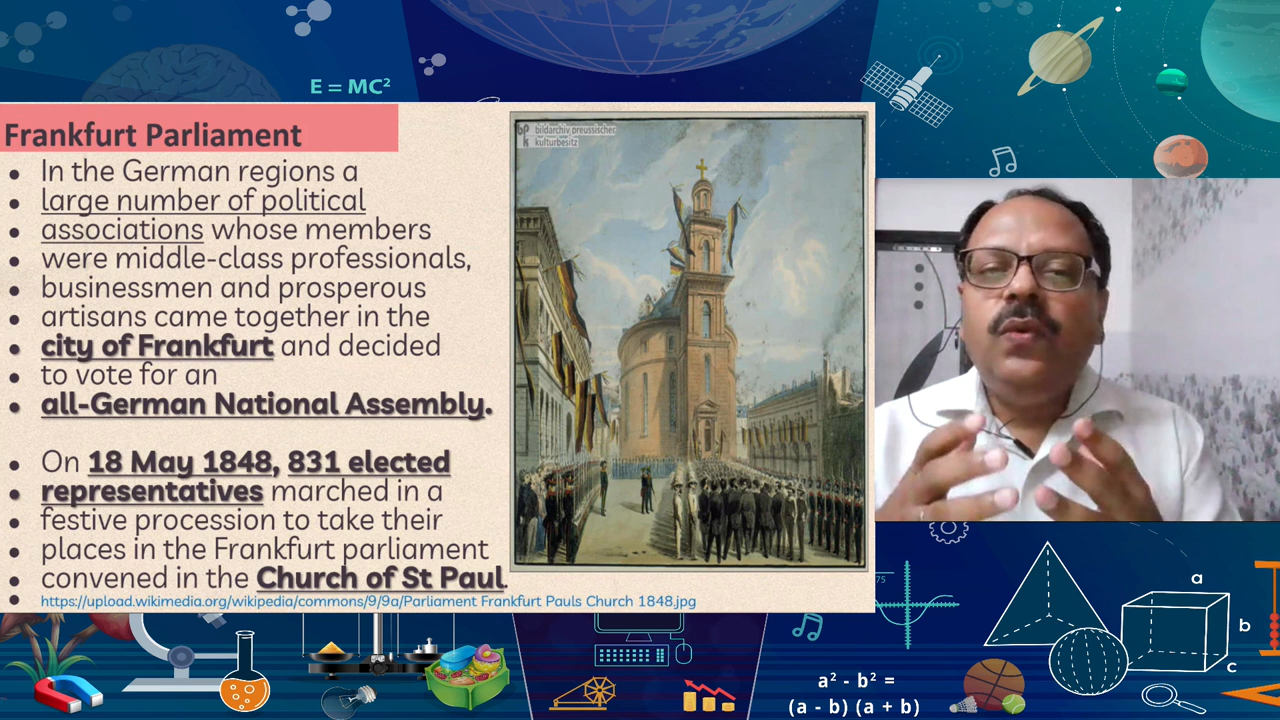 E = MC²
Frankfurt Parliament
bpk bildarchiv preussischer
kulturbesitz
• In the German regions a
• large number of political
• associations whose members
• were middle-class professionals,
• businessmen and prosperous
• artisans came together in the
• city of Frankfurt and decided
• to vote for an
• all-German National Assembly.
• On 18 May 1848, 831 elected
• representatives marched in a
• festive procession to take their
• places in the Frankfurt parliament
• convened in the Church of St Paul.
• https://upload.wikimedia.org/wikipedia/commons/9/9a/Parliament Frankfurt Pauls Church 1848.jpg
75
a
b
c
a² - b² =
(a - b) (a + b)